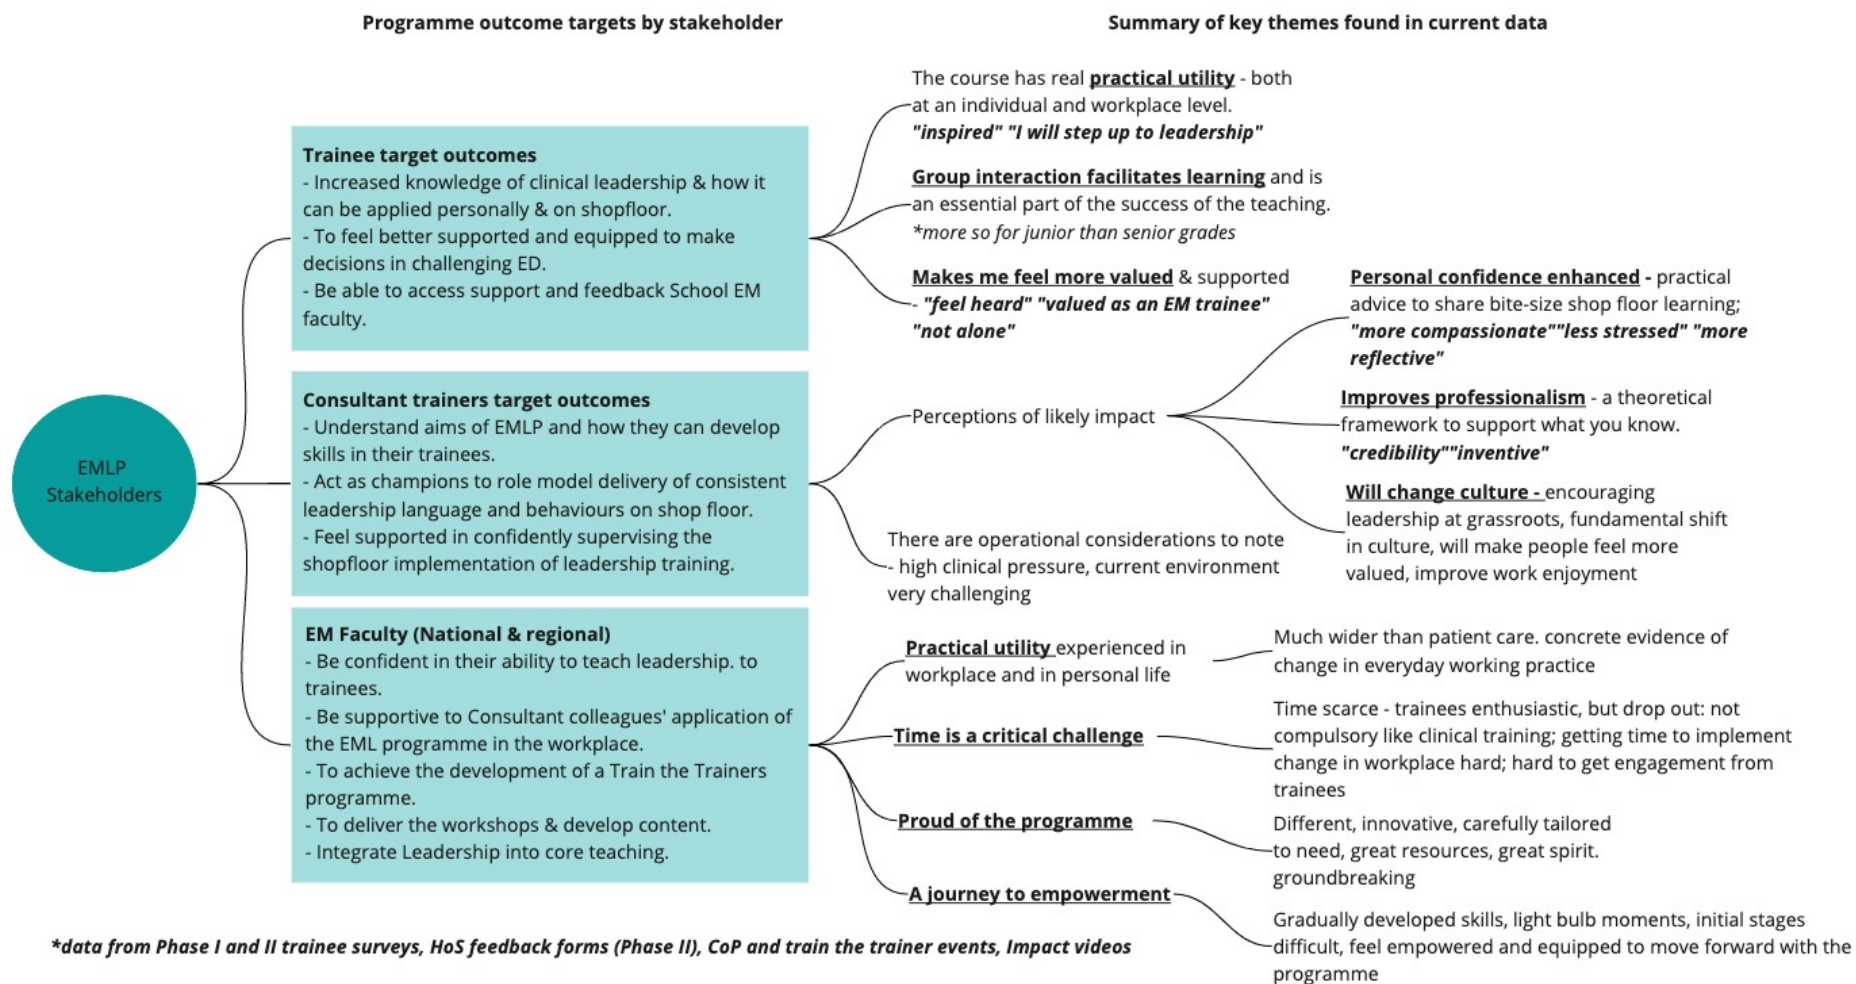 Programme outcome targets by stakeholder
Summary of key themes found in current data
EMLP
Stakeholders
Trainee target outcomes
- Increased knowledge of clinical leadership & how it
can be applied personally & on shopfloor.
- To feel better supported and equipped to make
decisions in challenging ED.
- Be able to access support and feedback School EM
faculty.
The course has real practical utility - both
at an individual and workplace level.
"inspired" "I will step up to leadership"
Group interaction facilitates learning and is
an essential part of the success of the teaching.
*more so for junior than senior grades
Makes me feel more valued & supported
- "feel heard" "valued as an EM trainee"
"not alone"
Consultant trainers target outcomes
- Understand aims of EMLP and how they can develop
skills in their trainees.
- Act as champions to role model delivery of consistent
leadership language and behaviours on shop floor.
- Feel supported in confidently supervising the
shopfloor implementation of leadership training.
Perceptions of likely impact
Personal confidence enhanced - practical
advice to share bite-size shop floor learning;
"more compassionate""less stressed" "more
reflective"
Improves professionalism - a theoretical
framework to support what you know.
"credibility""inventive"
Will change culture - encouraging
leadership at grassroots, fundamental shift
in culture, will make people feel more
valued, improve work enjoyment
There are operational considerations to note
- high clinical pressure, current environment
very challenging
EM Faculty (National & regional)
- Be confident in their ability to teach leadership. to
trainees.
- Be supportive to Consultant colleagues' application of
the EML programme in the workplace.
- To achieve the development of a Train the Trainers
programme.
- To deliver the workshops & develop content.
- Integrate Leadership into core teaching.
Practical utility experienced in
workplace and in personal life
Much wider than patient care. concrete evidence of
change in everyday working practice
Time is a critical challenge
Time scarce - trainees enthusiastic, but drop out: not
compulsory like clinical training; getting time to implement
change in workplace hard; hard to get engagement from
trainees
Proud of the programme
Different, innovative, carefully tailored
to need, great resources, great spirit.
groundbreaking
A journey to empowerment
Gradually developed skills, light bulb moments, initial stages
difficult, feel empowered and equipped to move forward with the
programme
*data from Phase I and II trainee surveys, HoS feedback forms (Phase II), CoP and train the trainer events, Impact videos